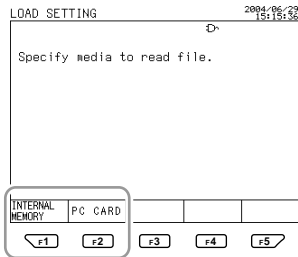 LOAD SETTING
2004/06/29
15:15:36
Specify media to read file.
INTERNAL
MEMORY
PC CARD
F1
F2
F3
F4
F5